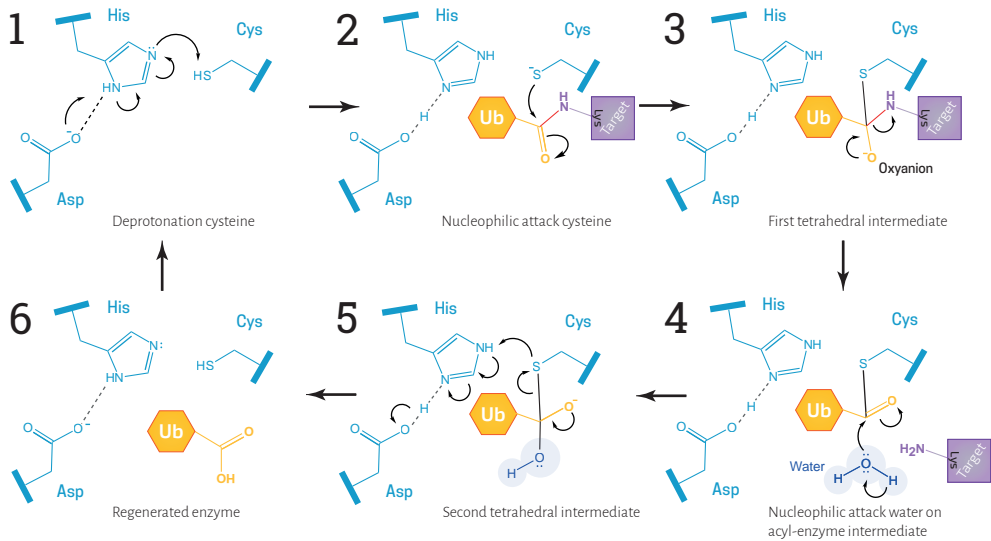 1
His
Cys
N
HS
HN
O
O
Asp
Deprotonation cysteine
2
His
Cys
NH
N
S
H
O
O
Asp
Ub
H
N
O
Lys
Target
Nucleophilic attack cysteine
3
His
Cys
NH
N
S
H
O
O
Asp
Ub
H
N
O
Lys
Target
Oxyanion
First tetrahedral intermediate
6
His
Cys
N:
HS
HN
O
O-
Asp
Ub
O
OH
Regenerated enzyme
5
His
Cys
NH
N
S
H
O
O
Asp
Ub
O-
O
H
Second tetrahedral intermediate
4
His
Cys
NH
N
S
H
O
O
Asp
Ub
O
H2N
Lys
Target
Water
O
H
H
Nucleophilic attack water on
acyl-enzyme intermediate